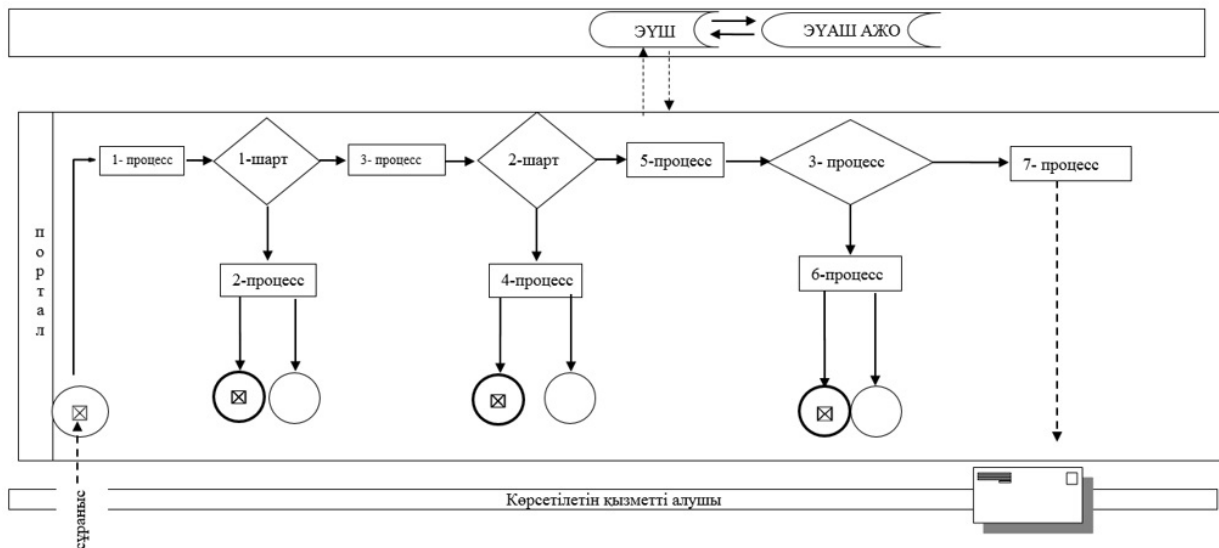 ЭҮШ
ЭҮАШ АЖО
1- процесс
1-шарт
3- процесс
2-шарт
5-процесс
3- процесс
7- процесс
2-процесс
4-процесс
6-процесс
портал
сұраныс
Көрсетілетін қызметті алушы